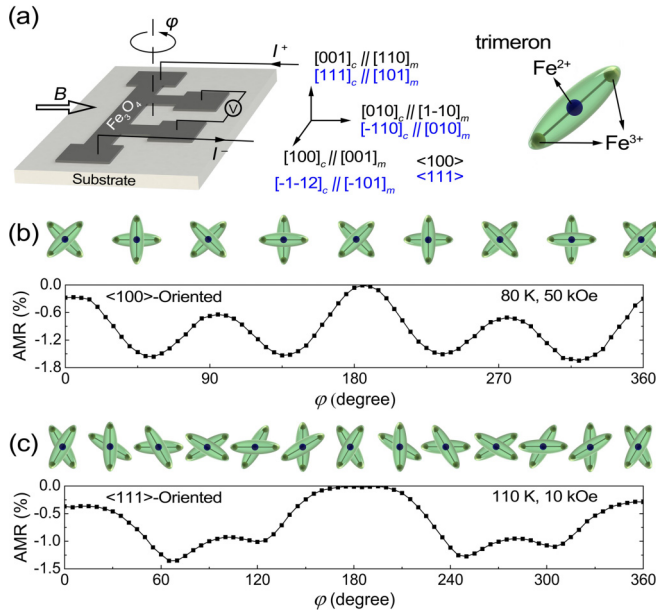 (a)
φ
I⁺
B
Fe₃O₄
V
I⁻
Substrate
[001]c // [110]m
[111]c // [101]m
[010]c // [1-10]m
[-110]c // [010]m
[100]c // [001]m
[-1-12]c // [-101]m
<100>
<111>
trimeron
Fe²⁺
Fe³⁺
(b)
AMR (%)
0.0
-0.6
-1.2
-1.8
<100>-Oriented
80 K, 50 kOe
0 90 180 270 360
φ (degree)
(c)
AMR (%)
0.0
-0.5
-1.0
-1.5
<111>-Oriented
110 K, 10 kOe
0 60 120 180 240 300 360
φ (degree)